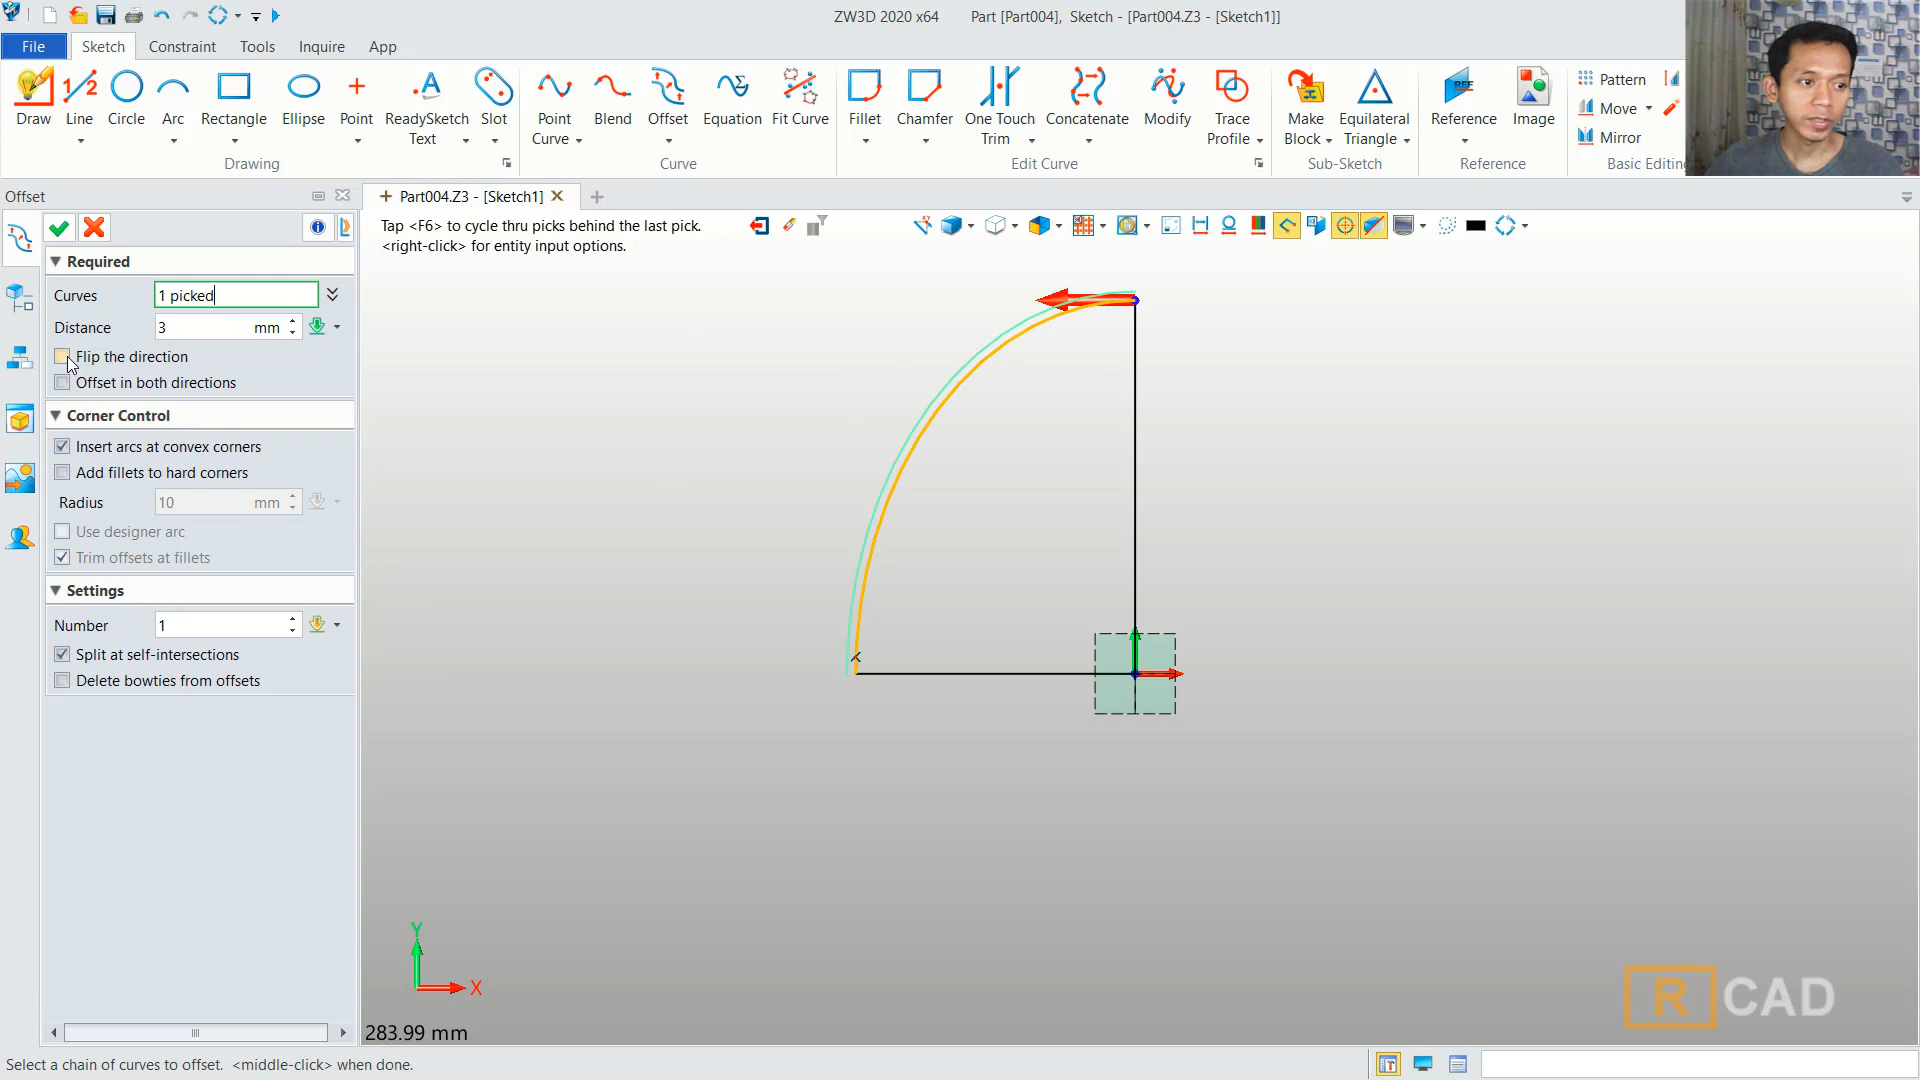 ZW3D 2020 x64 Part [Part004], Sketch - [Part004.Z3 - [Sketch1]]
File Sketch Constraint Tools Inquire App
Draw Line Circle Arc Rectangle Ellipse Point ReadySketch Text Slot
Drawing
Point Curve Blend Offset Equation Fit Curve
Curve
Fillet Chamfer One Touch Trim Concatenate Modify Trace Profile
Edit Curve
Make Block Equilateral Triangle
Sub-Sketch
REF
Reference Image
Reference
Pattern
Move
Mirror
Basic Editing
Offset
Part004.Z3 - [Sketch1]
Tap <F6> to cycle thru picks behind the last pick.
<right-click> for entity input options.
Required
Curves 1 picked
Distance 3 mm
Flip the direction
Offset in both directions
Corner Control
Insert arcs at convex corners
Add fillets to hard corners
Radius 10 mm
Use designer arc
Trim offsets at fillets
Settings
Number 1
Split at self-intersections
Delete bowties from offsets
Y
X
283.99 mm
R CAD
Select a chain of curves to offset. <middle-click> when done.